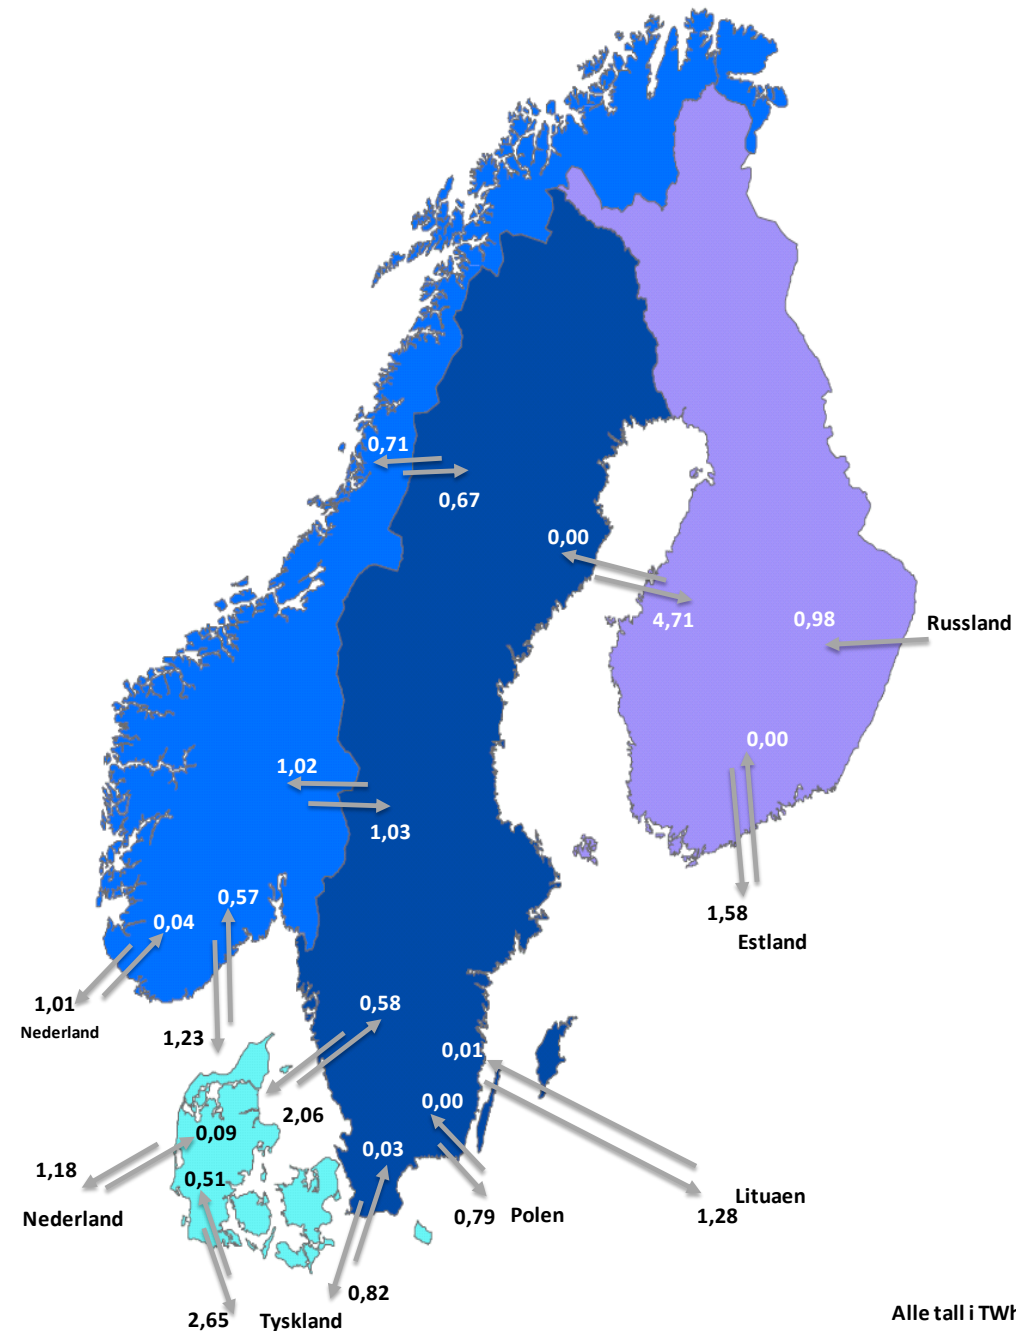 0,71
0,67
0,00
4,71
0,98
Russland
0,00
1,02
1,03
0,57
0,04
1,58
Estland
1,01
Nederland
0,58
1,23
0,01
0,00
2,06
0,09
0,03
1,18
0,51
Lituaen
1,28
Nederland
0,79 Polen
0,82
2,65 Tyskland
Alle tall i TWh